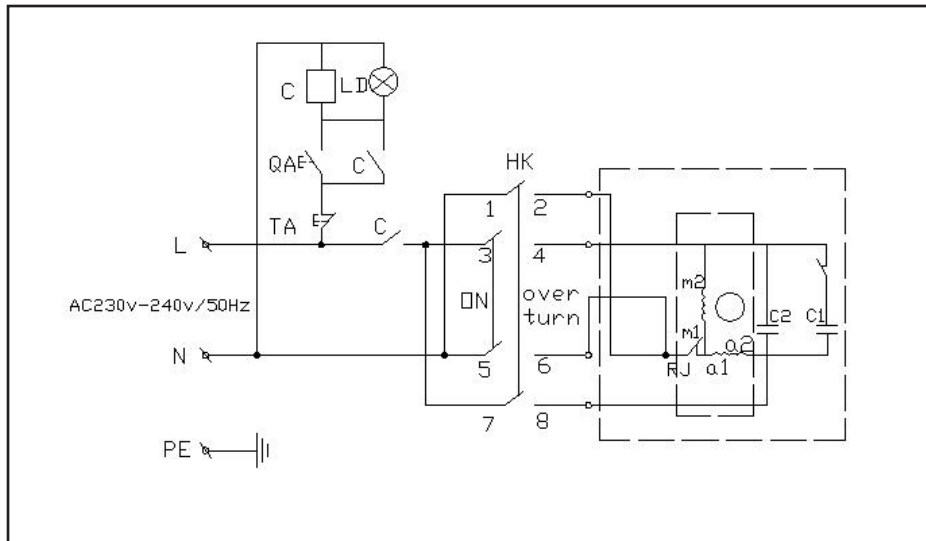 C
LD
QA
C
HK
1
2
TA
C
L
3
4
AC230v-240v/50Hz
ON
over
turn
m2
m1
C2
C1
N
5
6
RJ
a1
a2
7
8
PE